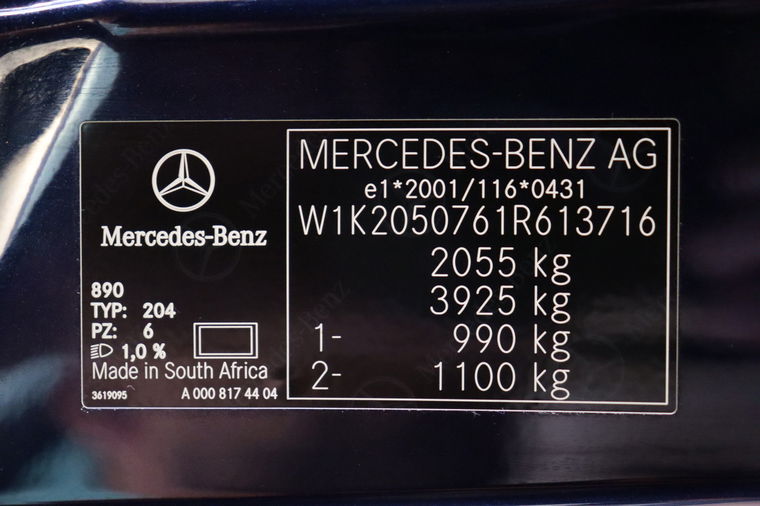 Mercedes-Benz
890
TYP: 204
PZ: 6
1,0 %
Made in South Africa
3619095 A 000 817 44 04
MERCEDES-BENZ AG
e1*2001/116*0431
W1K2050761R613716
2055 kg
3925 kg
1- 990 kg
2- 1100 kg